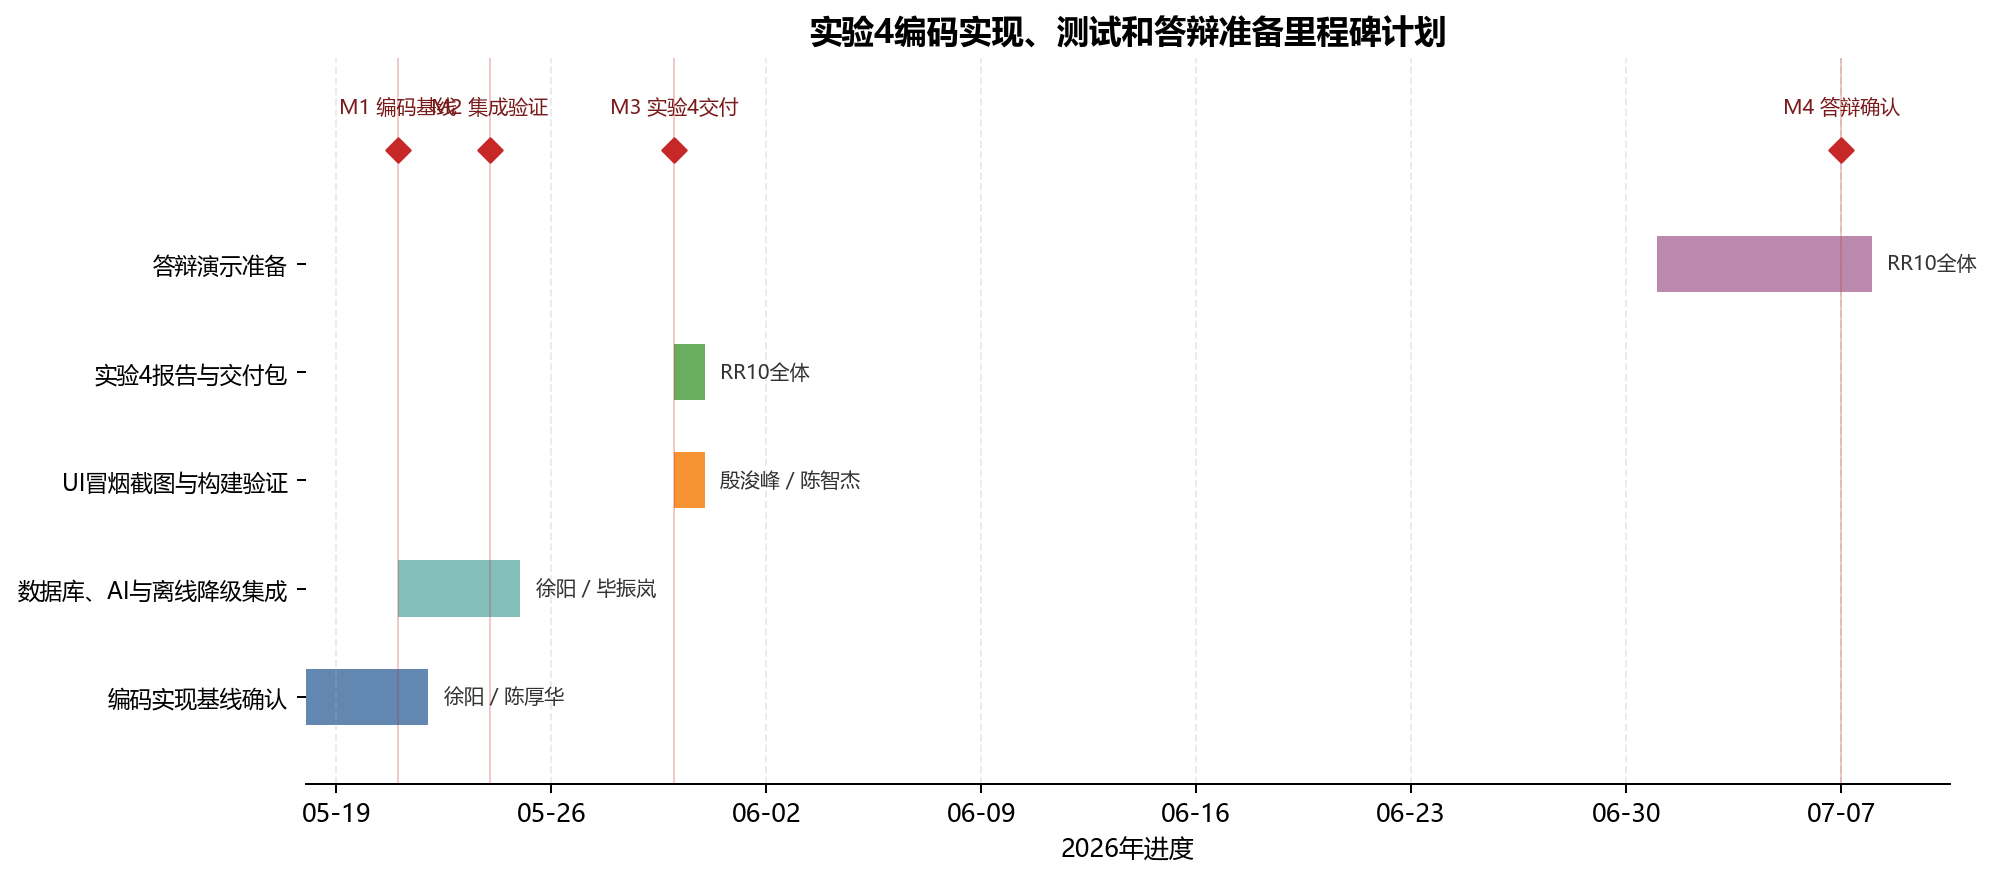 实验4编码实现、测试和答辩准备里程碑计划
M1 编码基线
M2 集成验证
M3 实验4交付
M4 答辩确认
答辩演示准备
RR10全体
实验4报告与交付包
RR10全体
UI冒烟截图与构建验证
殷浚峰 / 陈智杰
数据库、AI与离线降级集成
徐阳 / 毕振岚
编码实现基线确认
徐阳 / 陈厚华
05-19
05-26
06-02
06-09
06-16
06-23
06-30
07-07
2026年进度